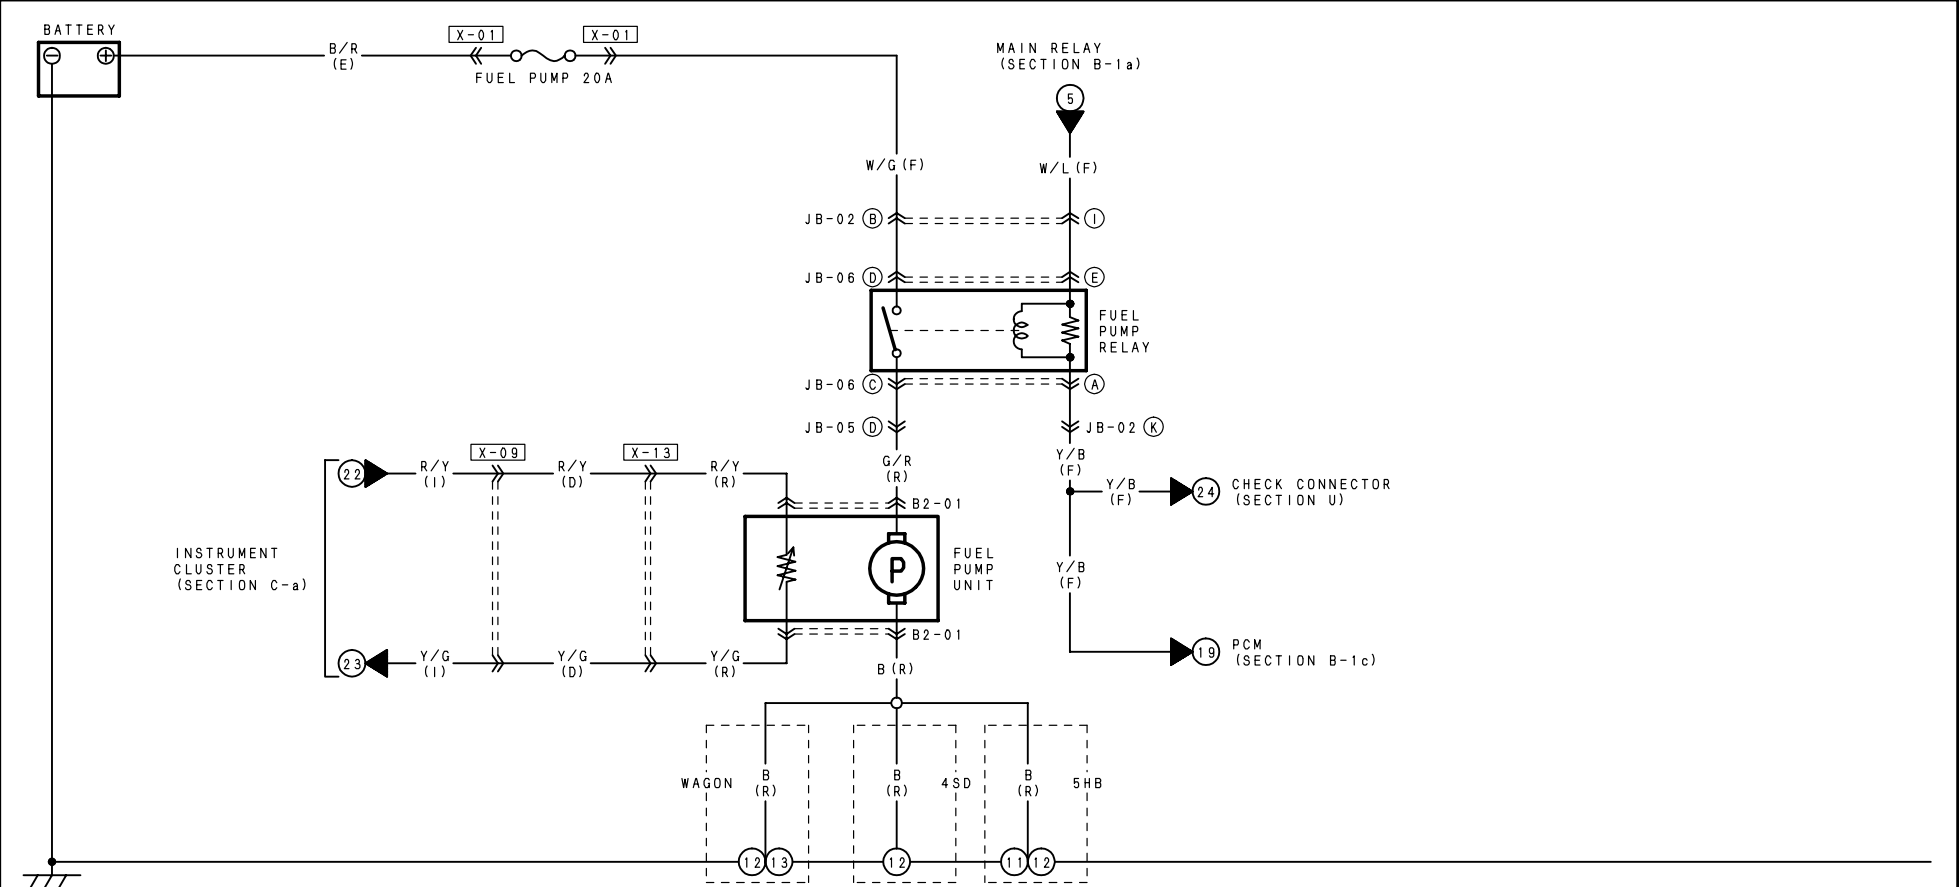 BATTERY
B/R
(E)
X-01
X-01
FUEL PUMP 20A
MAIN RELAY
(SECTION B-1a)
5
W/G(F)
W/L(F)
JB-02 B
I
JB-06 D
E
FUEL
PUMP
RELAY
JB-06 C
A
JB-05 D
JB-02 K
G/R
(R)
Y/B
(F)
Y/B
(F)
24
CHECK CONNECTOR
(SECTION U)
Y/B
(F)
19
PCM
(SECTION B-1c)
X-09
X-13
22
R/Y
(I)
R/Y
(D)
R/Y
(R)
B2-01
INSTRUMENT
CLUSTER
(SECTION C-a)
P
FUEL
PUMP
UNIT
B2-01
23
Y/G
(I)
Y/G
(D)
Y/G
(R)
B(R)
WAGON
B
(R)
B
(R)
4SD
B
(R)
5HB
12 13
12
11 12